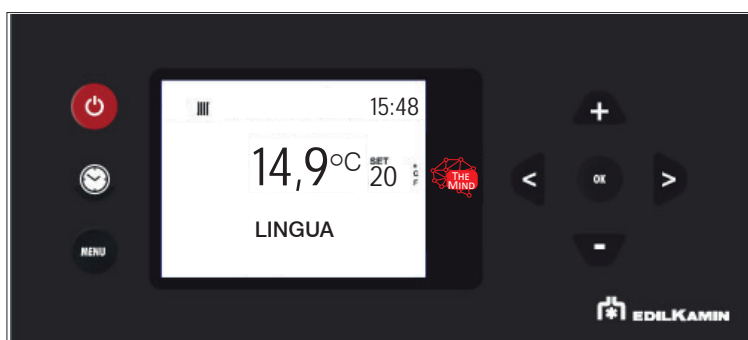 15:48
14,9°C
SET
20
°
C
F
LINGUA
THE
MIND
MENU
+
<
OK
>
-
EDILKAMIN